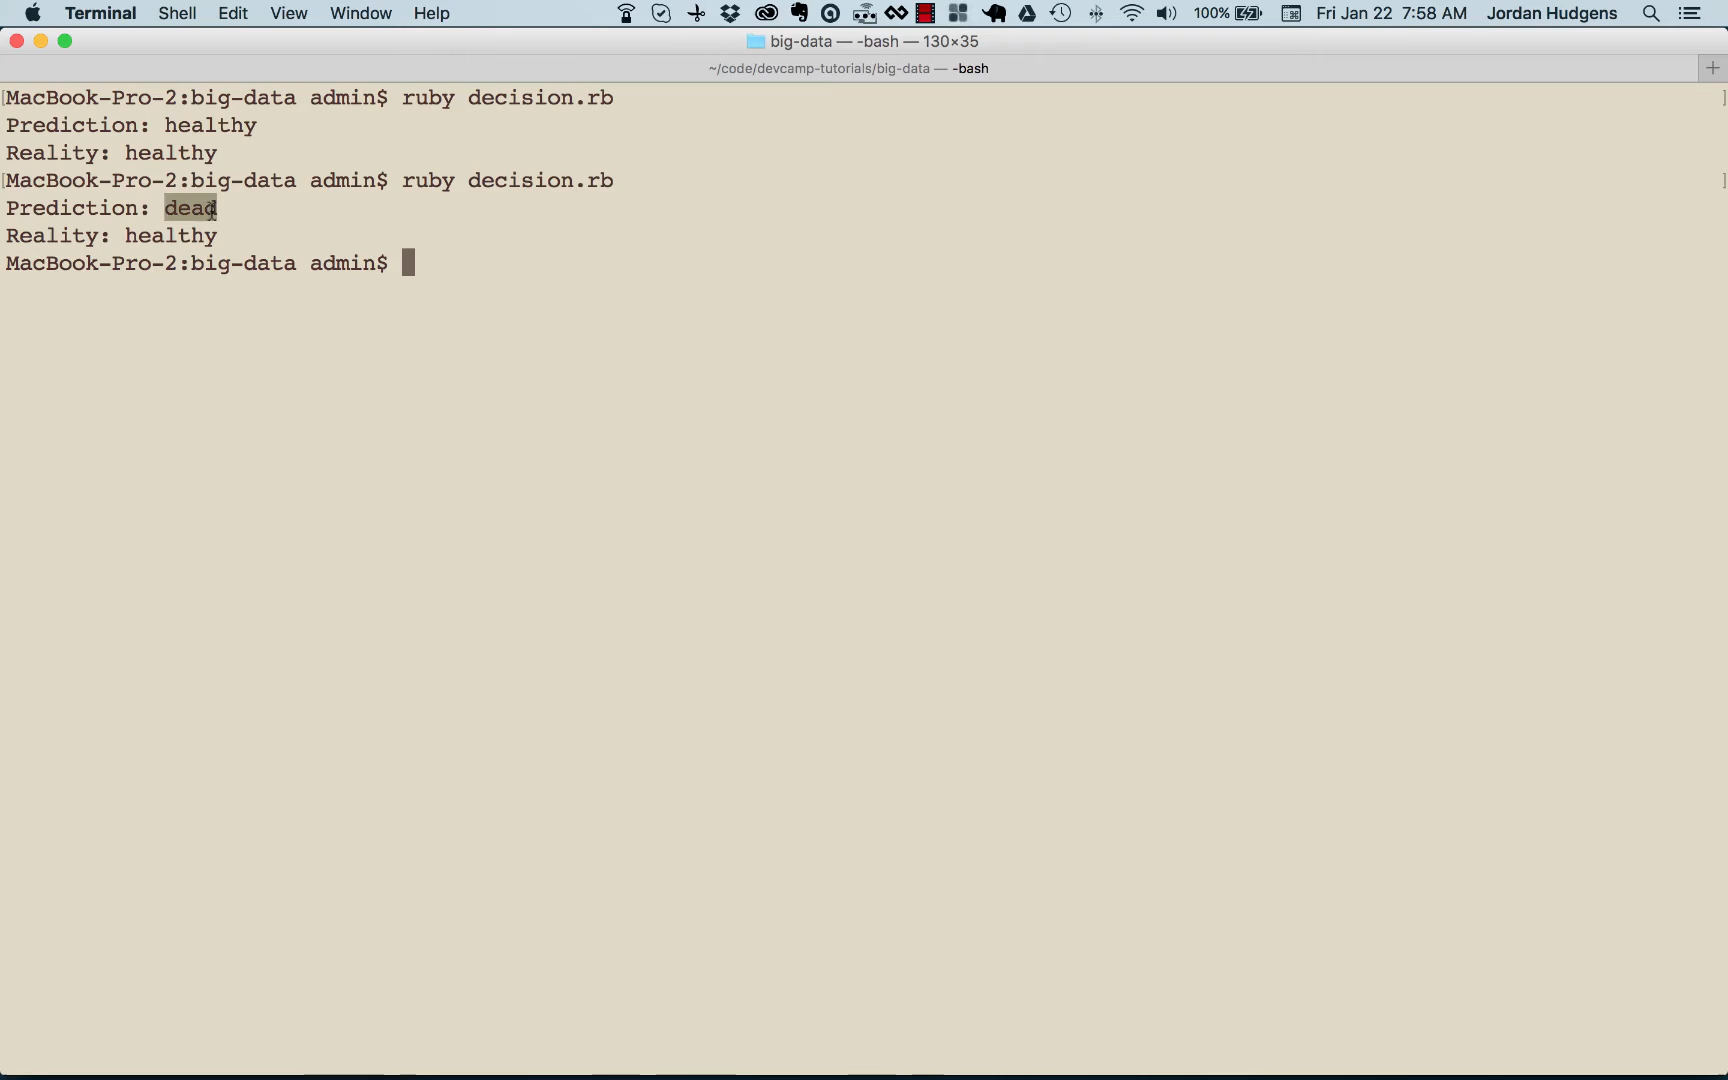 Terminal Shell Edit View Window Help 100% Fri Jan 22 7:58 AM Jordan Hudgens
big-data — -bash — 130×35
~/code/devcamp-tutorials/big-data — -bash
[MacBook-Pro-2:big-data admin$ ruby decision.rb ]
Prediction: healthy
Reality: healthy
[MacBook-Pro-2:big-data admin$ ruby decision.rb ]
Prediction: dead
Reality: healthy
MacBook-Pro-2:big-data admin$